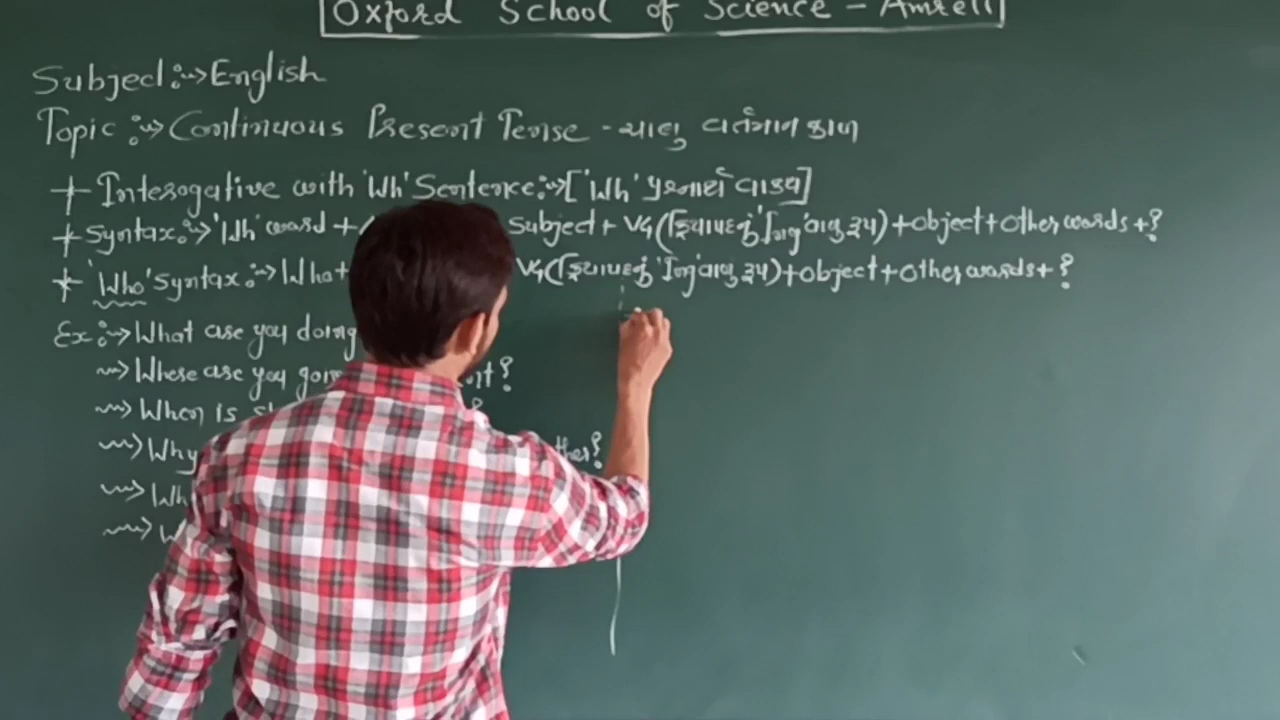 Oxford School of Science - Amreli
Subject :→ English
Topic :→ Continuous Present Tense - ચાલુ વર્તમાન કાળ
+ Interogative with 'Wh' Sentence :→ ['Wh' પ્રશ્નાર્થ વાક્ય]
+ Syntax :→ 'Wh' word + Subject + V4 (ક્રિયાપદનું 'Ing' વાળુ રૂપ) + object + other words + ?
* 'Who' Syntax :→ What V4 (ક્રિયાપદનું 'Ing' વાળુ રૂપ) + object + other words + ?
Ex :→ What are you doing
→ Where are you ?
→ When is ?
→ Why ?